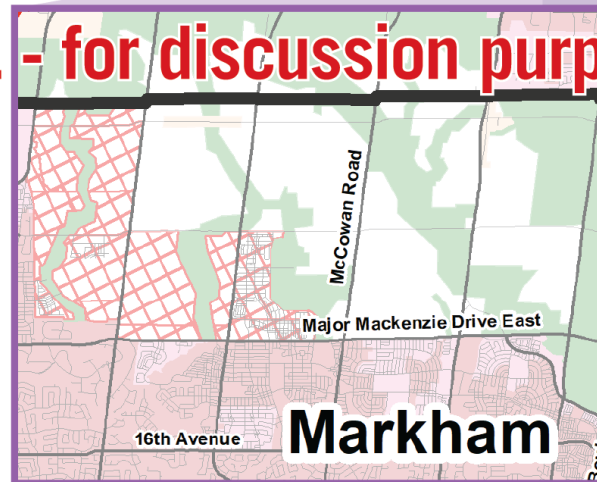 - for discussion purp
McCowan Road
Major Mackenzie Drive East
16th Avenue
Markham